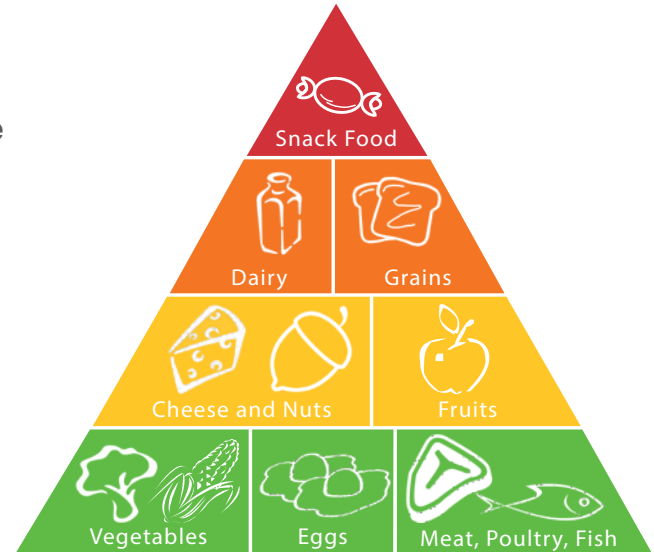 e
Snack Food
Dairy
Grains
Cheese and Nuts
Fruits
Vegetables
Eggs
Meat, Poultry, Fish